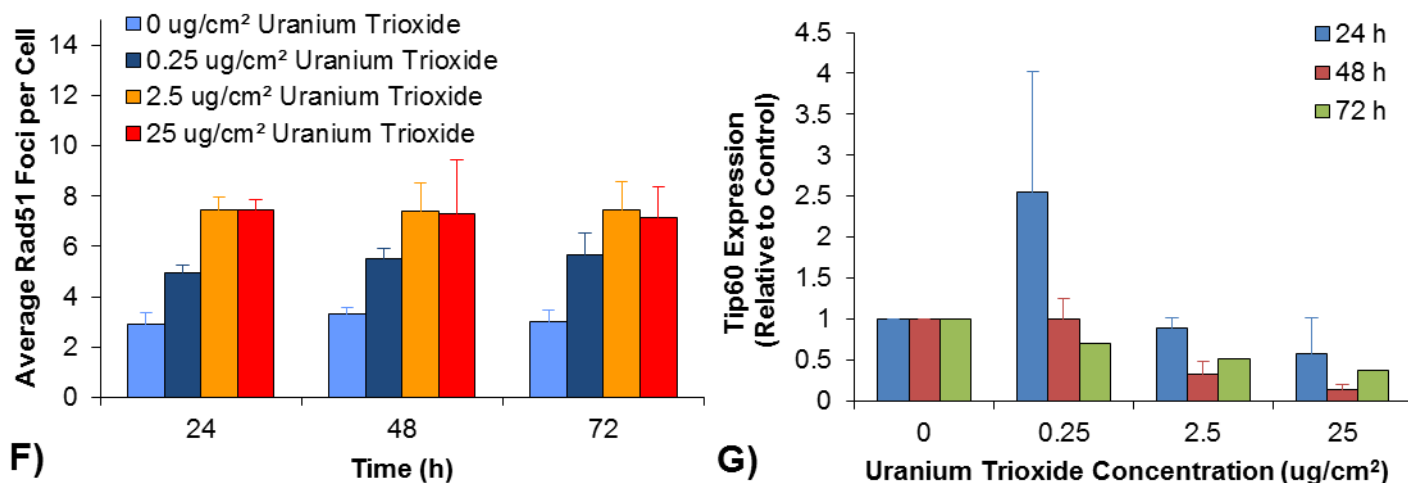 14
12
10
8
6
4
2
0
Average Rad51 Foci per Cell
0 ug/cm² Uranium Trioxide
0.25 ug/cm² Uranium Trioxide
2.5 ug/cm² Uranium Trioxide
25 ug/cm² Uranium Trioxide
24 48 72
Time (h)
F)
4.5
4
3.5
3
2.5
2
1.5
1
0.5
0
Tip60 Expression
(Relative to Control)
24 h
48 h
72 h
0 0.25 2.5 25
Uranium Trioxide Concentration (ug/cm²)
G)